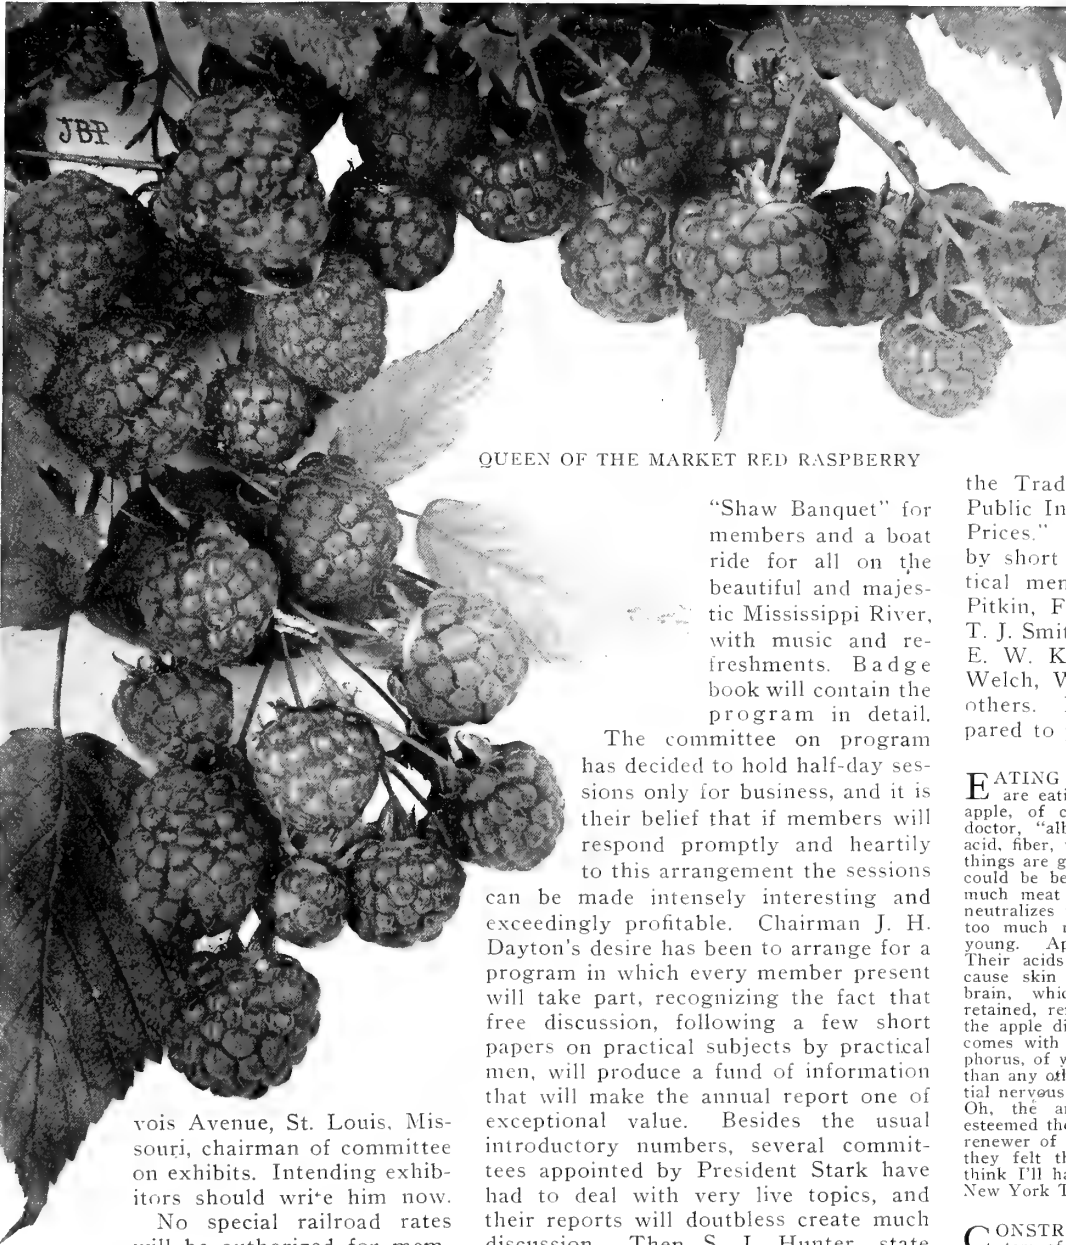 JBP
QUEEN OF THE MARKET RED RASPBERRY
vois Avenue, St. Louis, Mis-
souri, chairman of committee
on exhibits. Intending exhib-
itors should write him now.
No special railroad rates
will be authorized for mem-
“Shaw Banquet” for
members and a boat
ride for all on the
beautiful and majes-
tic Mississippi River,
with music and re-
freshments. Badge
book will contain the
program in detail.
The committee on program
has decided to hold half-day ses-
sions only for business, and it is
their belief that if members will
respond promptly and heartily
to this arrangement the sessions
can be made intensely interesting and
exceedingly profitable. Chairman J. H.
Dayton's desire has been to arrange for a
program in which every member present
will take part, recognizing the fact that
free discussion, following a few short
papers on practical subjects by practical
men, will produce a fund of information
that will make the annual report one of
exceptional value. Besides the usual
introductory numbers, several commit-
tees appointed by President Stark have
had to deal with very live topics, and
their reports will doubtless create much
discussion. Then S. J. Hunter, state
the Trad
Public In
Prices.”
by short
tical men
Pitkin, F
T. J. Smit
E. W. K
Welch, W
others.
pared to
EATING
are eati
apple, of c
doctor, “alb
acid, fiber,
things are g
could be be
much meat
neutralizes
too much
young. Ap
Their acids
cause skin
brain, whic
retained, re
the apple di
comes with
phorus, of y
than any oth
tial nervous
Oh, the a
esteemed the
renewer of
they felt th
think I'll ha
New York T
CONSTR